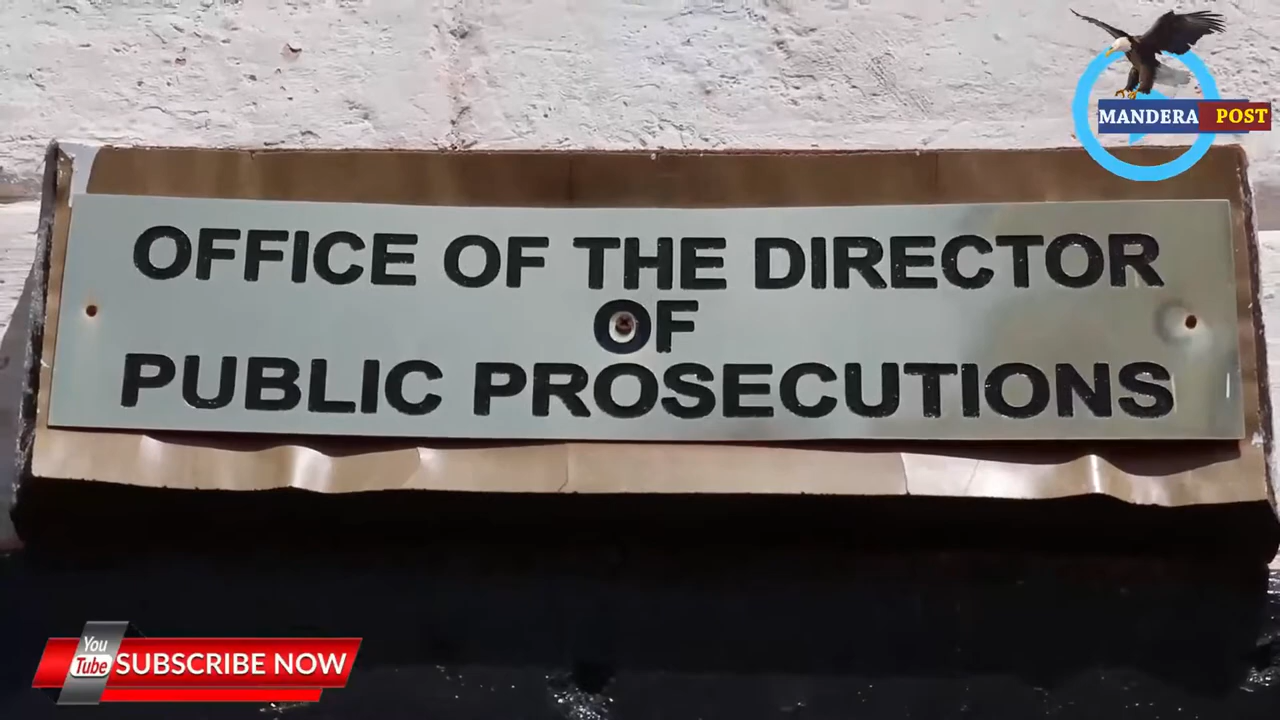 MANDERA POST
OFFICE OF THE DIRECTOR
OF
PUBLIC PROSECUTIONS
You
Tube SUBSCRIBE NOW